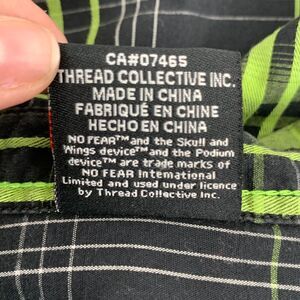 CA#07465
THREAD COLLECTIVE INC.
MADE IN CHINA
FABRIQUÉ EN CHINE
HECHO EN CHINA
NO FEAR™ and the Skull and
Wings device™ and the Podium
device™ are trade marks of
NO FEAR International
Limited and used under licence
by Thread Collective Inc.